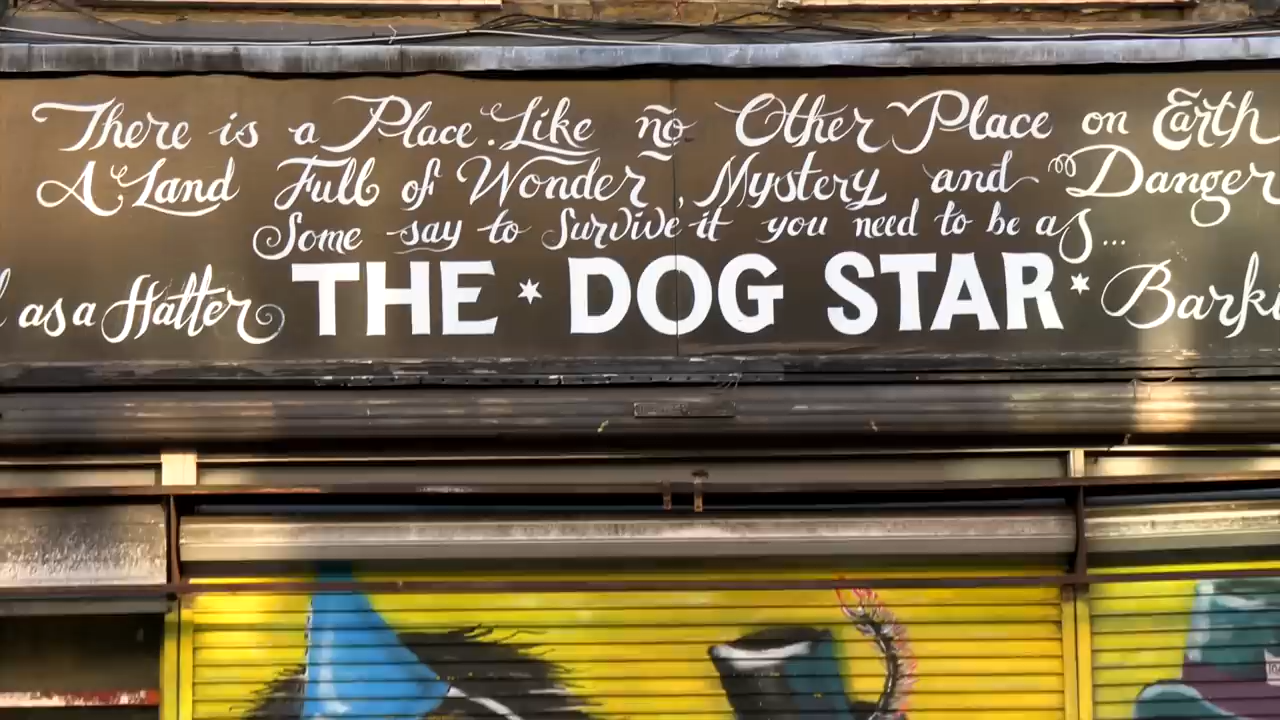 There is a Place. Like no Other Place on Earth
A Land Full of Wonder, Mystery and Danger
Some say to Survive it you need to be as...
as a Hatter THE * DOG STAR * Barki